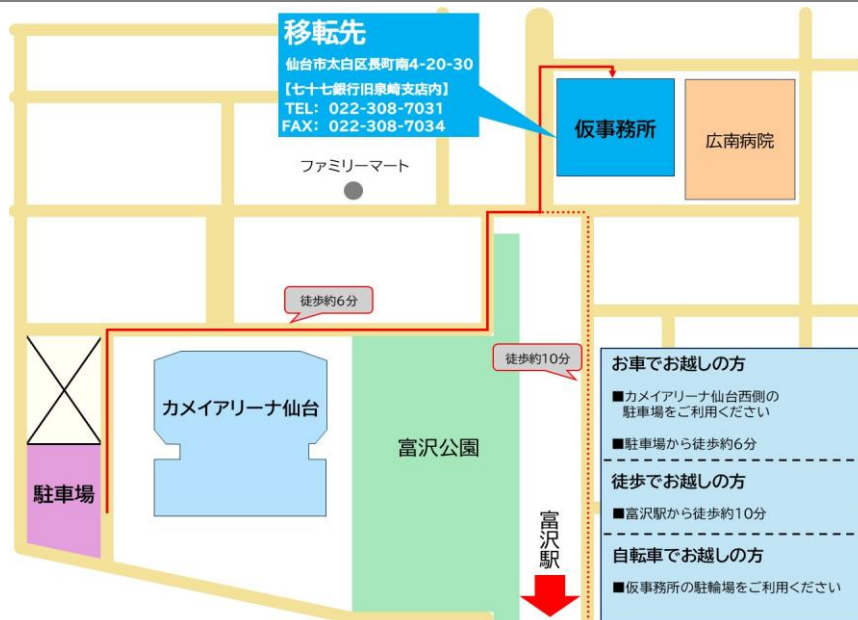 移転先
仙台市太白区長町南4-20-30
【七十七銀行旧泉崎支店内】
TEL: 022-308-7031
FAX: 022-308-7034
仮事務所
広南病院
ファミリーマート
徒歩約6分
徒歩約10分
カメイアリーナ仙台
富沢公園
駐車場
富沢駅
お車でお越しの方
■カメイアリーナ仙台西側の
駐車場をご利用ください
■駐車場から徒歩約6分
徒歩でお越しの方
■富沢駅から徒歩約10分
自転車でお越しの方
■仮事務所の駐輪場をご利用ください